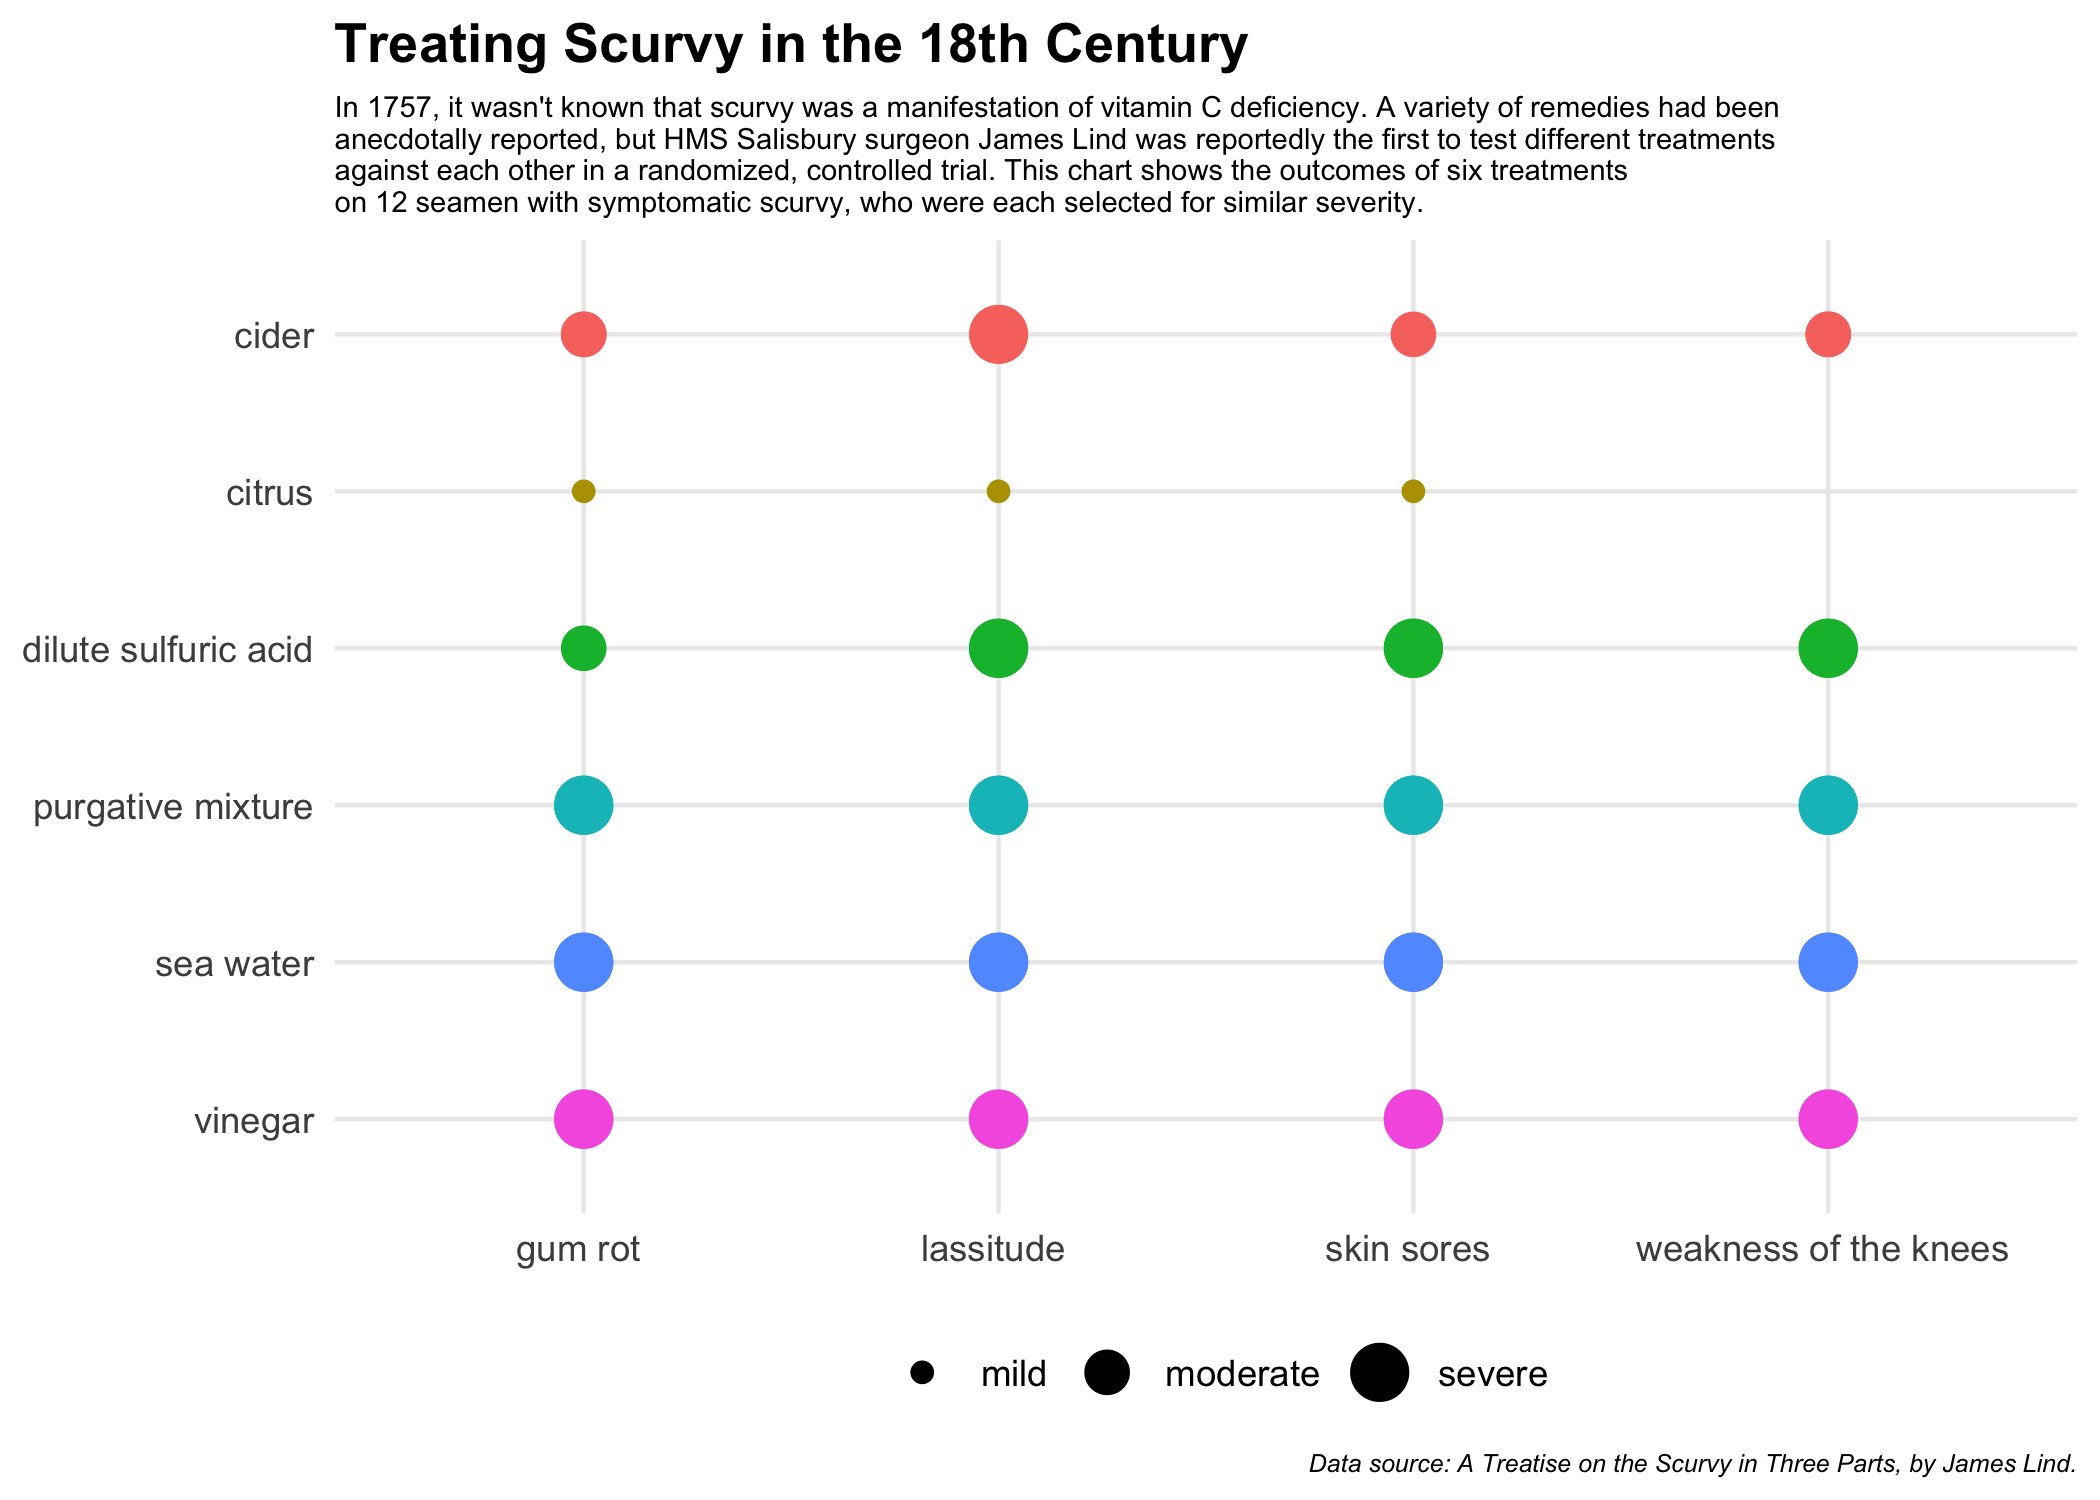 Treating Scurvy in the 18th Century
In 1757, it wasn't known that scurvy was a manifestation of vitamin C deficiency. A variety of remedies had been
anecdotally reported, but HMS Salisbury surgeon James Lind was reportedly the first to test different treatments
against each other in a randomized, controlled trial. This chart shows the outcomes of six treatments
on 12 seamen with symptomatic scurvy, who were each selected for similar severity.
cider
citrus
dilute sulfuric acid
purgative mixture
sea water
vinegar
gum rot lassitude skin sores weakness of the knees
mild moderate severe
Data source: A Treatise on the Scurvy in Three Parts, by James Lind.